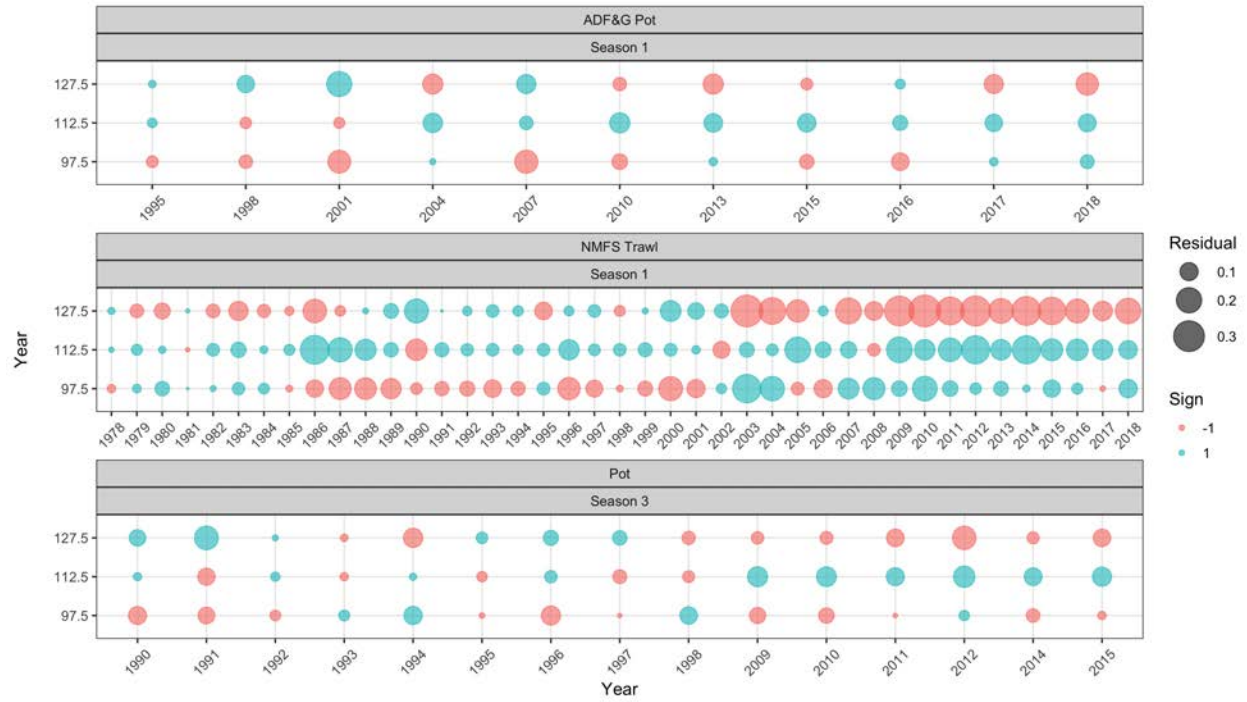 ADF&G Pot
Season 1
127.5
112.5
97.5
1995 1998 2001 2004 2007 2010 2013 2015 2016 2017 2018
NMFS Trawl
Season 1
127.5
112.5
97.5
1978 1979 1980 1981 1982 1983 1984 1985 1986 1987 1988 1989 1990 1991 1992 1993 1994 1995 1996 1997 1998 1999 2000 2001 2002 2003 2004 2005 2006 2007 2008 2009 2010 2011 2012 2013 2014 2015 2016 2017 2018
Pot
Season 3
127.5
112.5
97.5
1990 1991 1992 1993 1994 1995 1996 1997 1998 2009 2010 2011 2012 2014 2015
Year
Year
Residual
0.1
0.2
0.3
Sign
-1
1